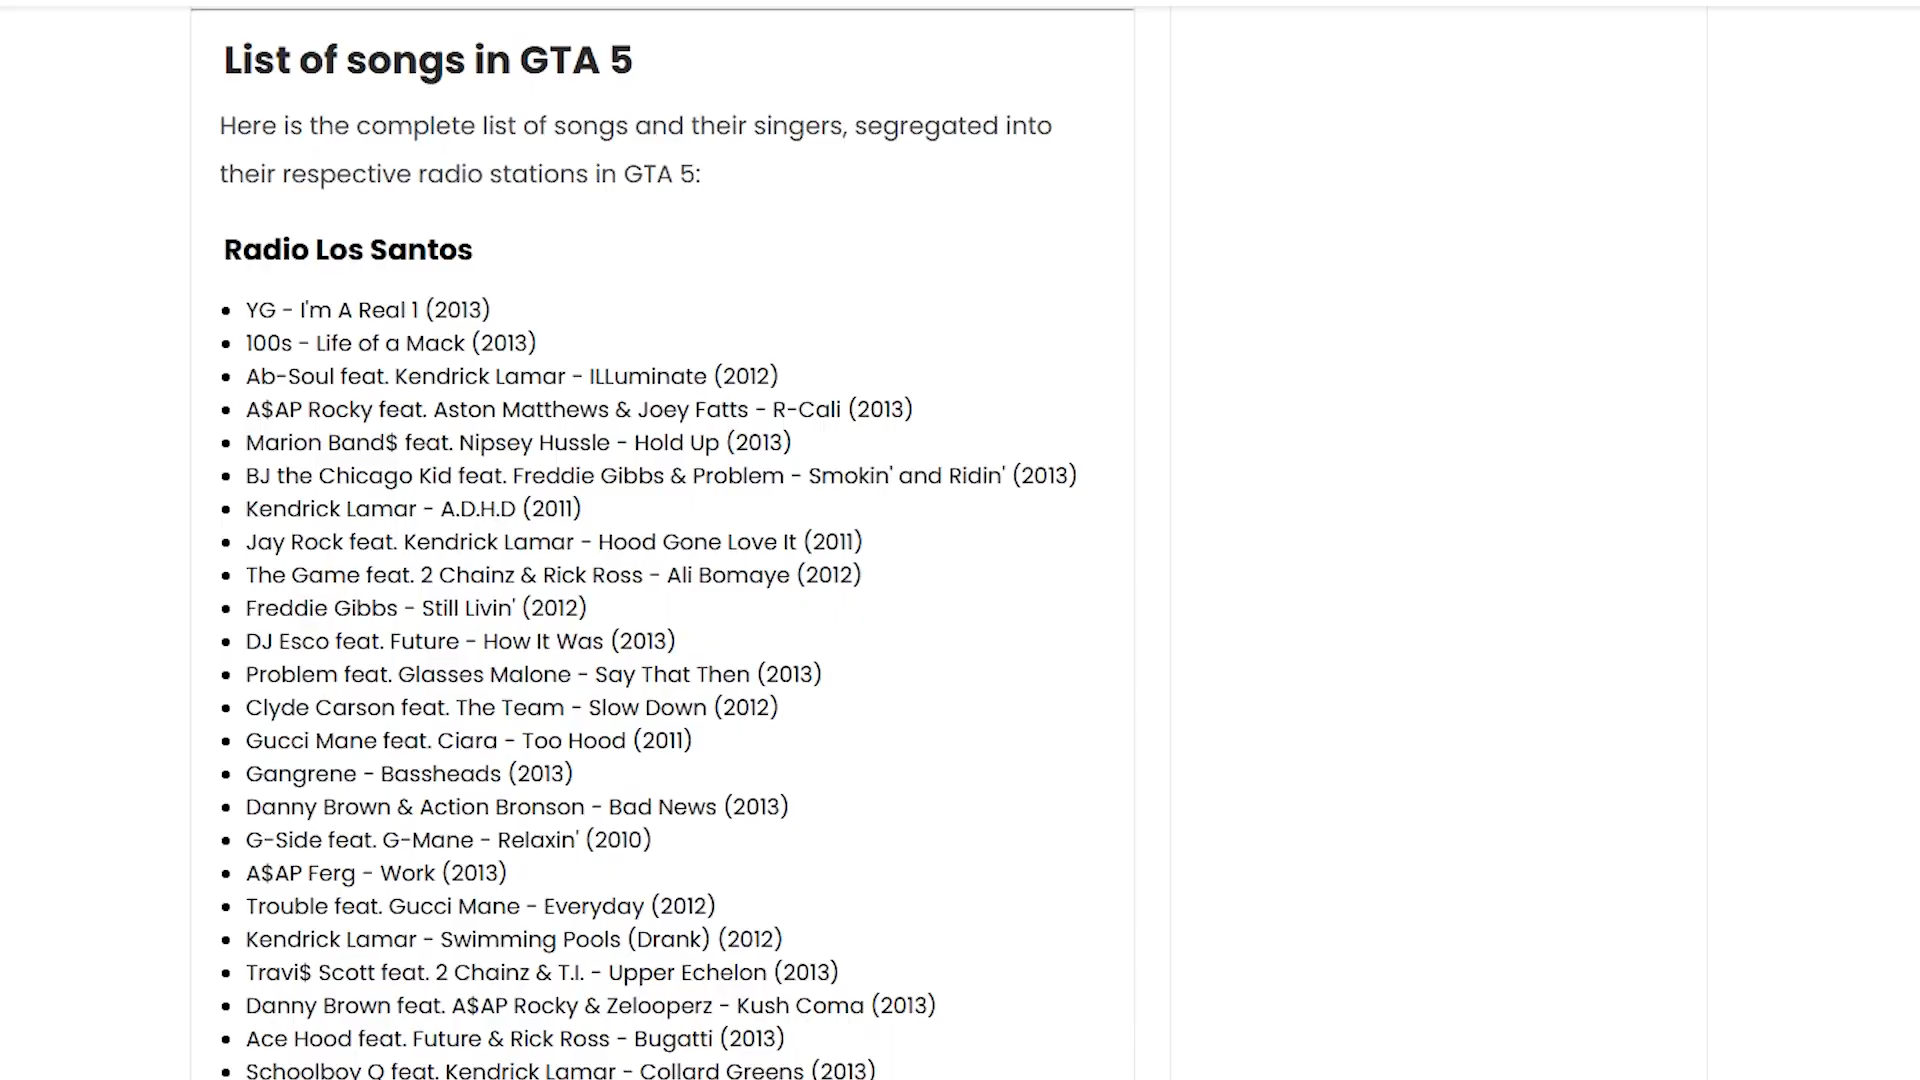 List of songs in GTA 5
Here is the complete list of songs and their singers, segregated into
their respective radio stations in GTA 5:
Radio Los Santos
• YG - I'm A Real 1 (2013)
• 100s - Life of a Mack (2013)
• Ab-Soul feat. Kendrick Lamar - ILLuminate (2012)
• A$AP Rocky feat. Aston Matthews & Joey Fatts - R-Cali (2013)
• Marion Band$ feat. Nipsey Hussle - Hold Up (2013)
• BJ the Chicago Kid feat. Freddie Gibbs & Problem - Smokin' and Ridin' (2013)
• Kendrick Lamar - A.D.H.D (2011)
• Jay Rock feat. Kendrick Lamar - Hood Gone Love It (2011)
• The Game feat. 2 Chainz & Rick Ross - Ali Bomaye (2012)
• Freddie Gibbs - Still Livin' (2012)
• DJ Esco feat. Future - How It Was (2013)
• Problem feat. Glasses Malone - Say That Then (2013)
• Clyde Carson feat. The Team - Slow Down (2012)
• Gucci Mane feat. Ciara - Too Hood (2011)
• Gangrene - Bassheads (2013)
• Danny Brown & Action Bronson - Bad News (2013)
• G-Side feat. G-Mane - Relaxin' (2010)
• A$AP Ferg - Work (2013)
• Trouble feat. Gucci Mane - Everyday (2012)
• Kendrick Lamar - Swimming Pools (Drank) (2012)
• Travi$ Scott feat. 2 Chainz & T.I. - Upper Echelon (2013)
• Danny Brown feat. A$AP Rocky & Zelooperz - Kush Coma (2013)
• Ace Hood feat. Future & Rick Ross - Bugatti (2013)
• Schoolboy Q feat. Kendrick Lamar - Collard Greens (2013)